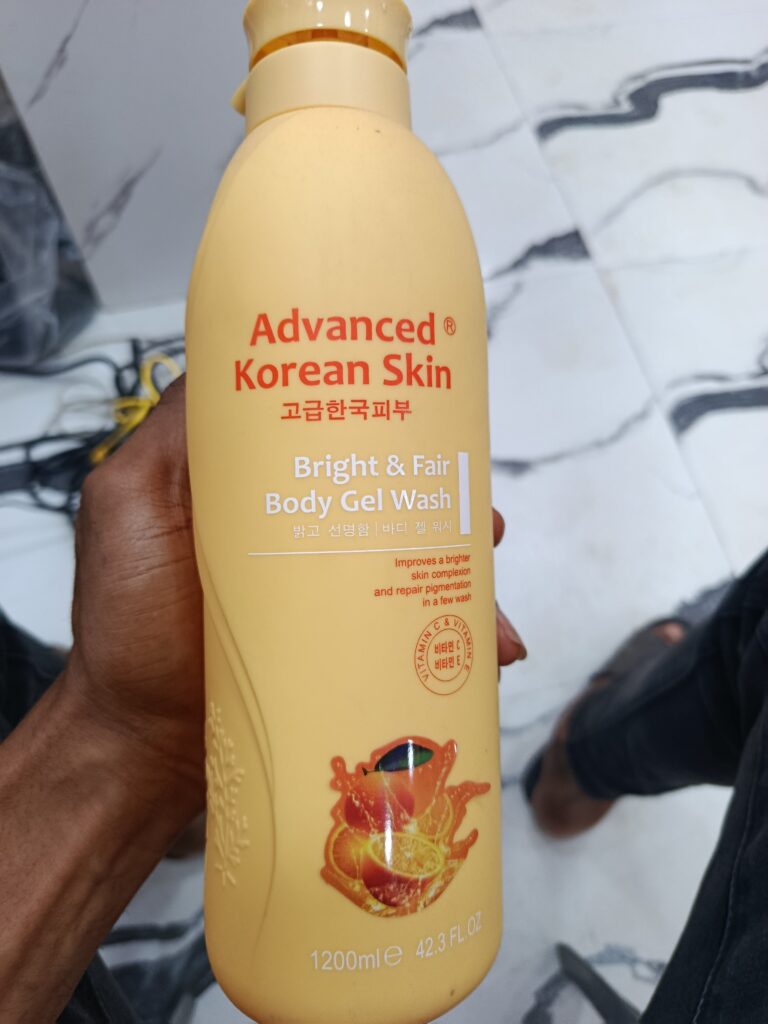 Advanced ®
Korean Skin
고급한국피부
Bright & Fair
Body Gel Wash
밝고 선명함 | 바디 젤 워시
Improves a brighter
skin complexion
and repair pigmentation
in a few wash
VITAMIN C & VITAMIN E
비타민 C
비타민 E
1200ml e 42.3 FL.OZ